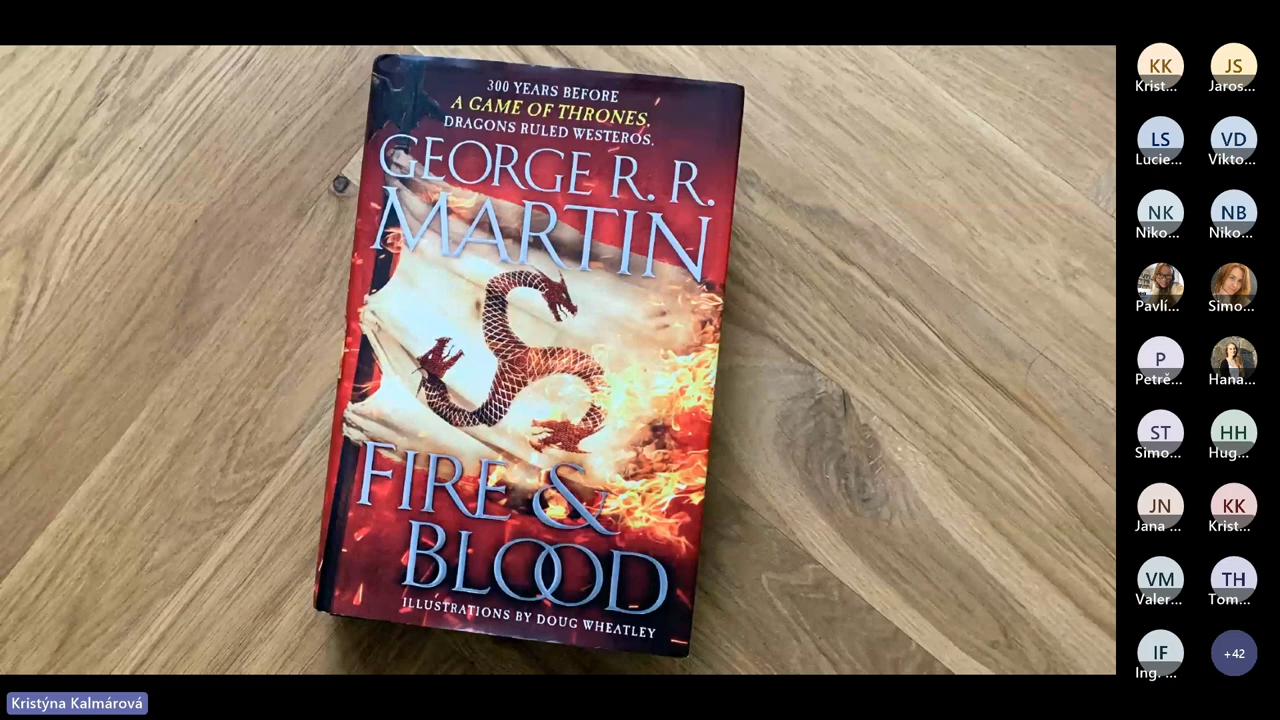 300 YEARS BEFORE
A GAME OF THRONES,
DRAGONS RULED WESTEROS.
GEORGE R. R.
MARTIN
FIRE &
BLOOD
ILLUSTRATIONS BY DOUG WHEATLEY
KK
Krist...
JS
Jaros...
LS
Lucie...
VD
Vikto...
NK
Niko...
NB
Niko...
Pavlí...
Simo...
P
Petrě...
Hana...
ST
Simo...
HH
Hug...
JN
Jana ...
KK
Krist...
VM
Valer...
TH
Tom...
IF
Ing. ...
+42
Kristýna Kalmárová